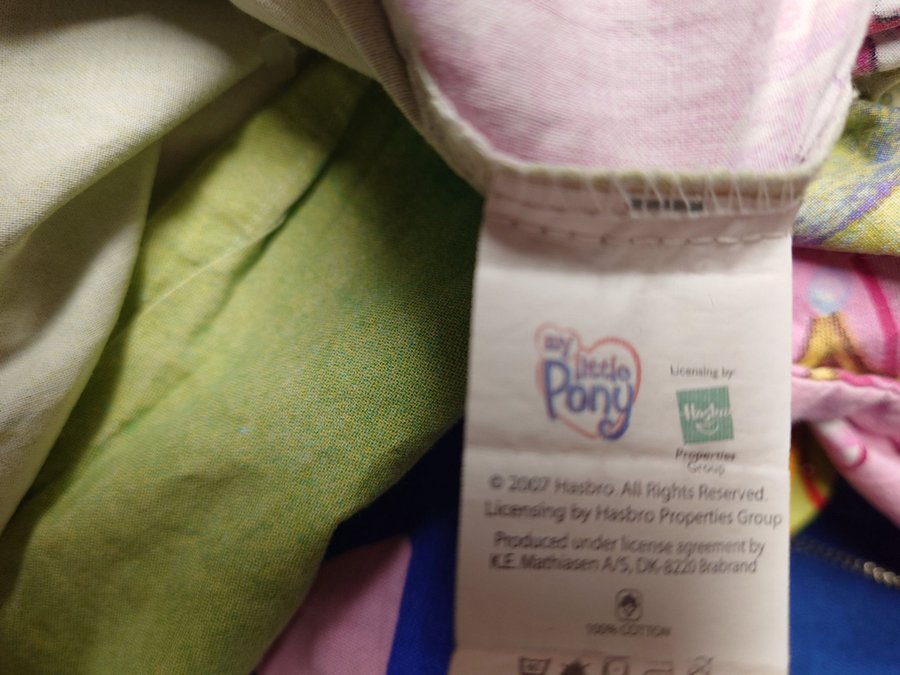 my
little
Pony
Licensing by
Hasbro
Properties
Group
© 2007 Hasbro. All Rights Reserved.
Licensing by Hasbro Properties Group
Produced under license agreement by
K.E. Mathiasen A/S, DK-8220 Brabrand
100% COTTON